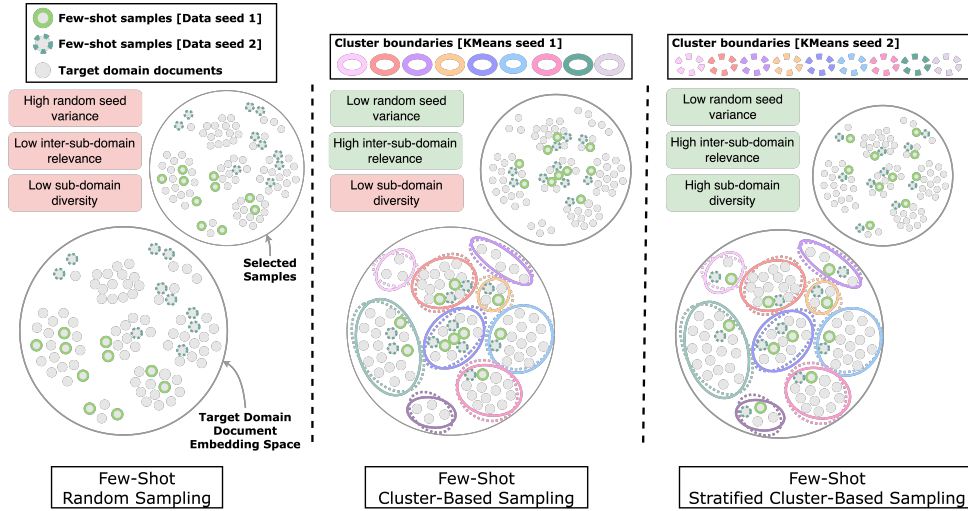 Few-shot samples [Data seed 1]
Few-shot samples [Data seed 2]
Target domain documents
High random seed
variance
Low inter-sub-domain
relevance
Low sub-domain
diversity
Selected
Samples
Target Domain
Document
Embedding Space
Few-Shot
Random Sampling
Cluster boundaries [KMeans seed 1]
Low random seed
variance
High inter-sub-domain
relevance
Low sub-domain
diversity
Few-Shot
Cluster-Based Sampling
Cluster boundaries [KMeans seed 2]
Low random seed
variance
High inter-sub-domain
relevance
High sub-domain
diversity
Few-Shot
Stratified Cluster-Based Sampling